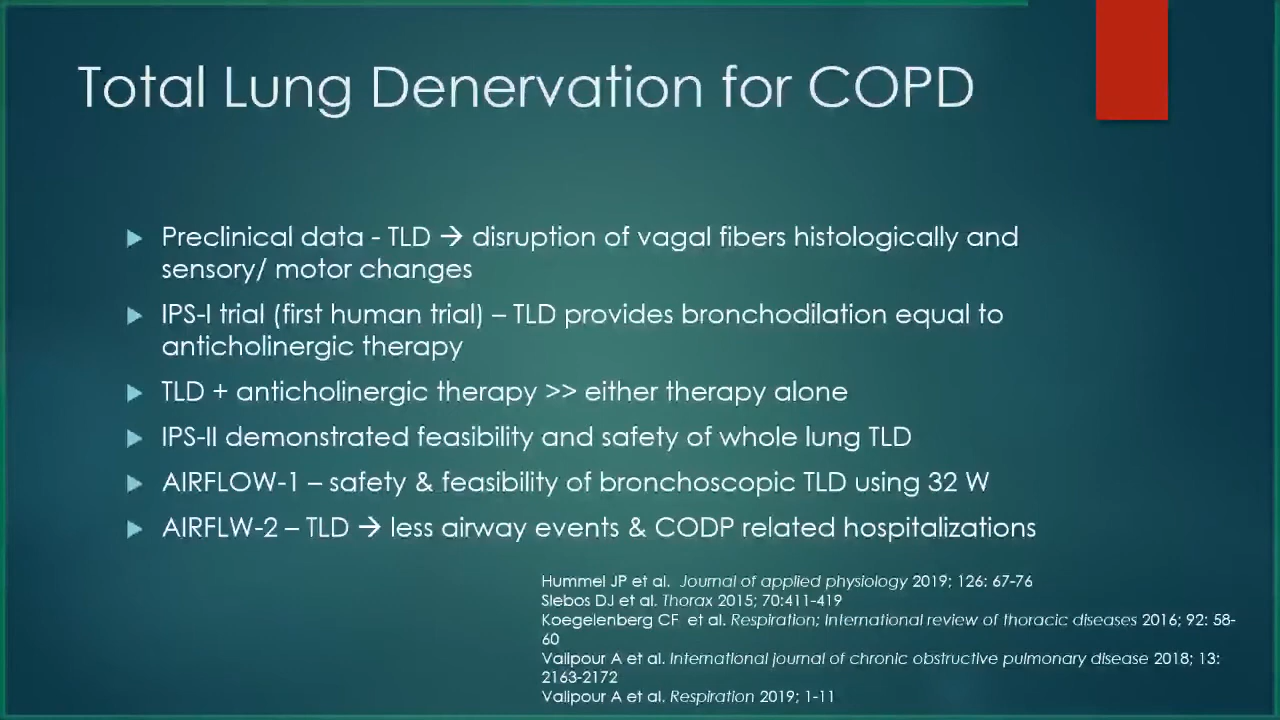 Total Lung Denervation for COPD
Preclinical data - TLD → disruption of vagal fibers histologically and
sensory/ motor changes
IPS-I trial (first human trial) – TLD provides bronchodilation equal to
anticholinergic therapy
TLD + anticholinergic therapy >> either therapy alone
IPS-II demonstrated feasibility and safety of whole lung TLD
AIRFLOW-1 – safety & feasibility of bronchoscopic TLD using 32 W
AIRFLW-2 – TLD → less airway events & CODP related hospitalizations
Hummel JP et al. Journal of applied physiology 2019; 126: 67-76
Slebos DJ et al. Thorax 2015; 70:411-419
Koegelenberg CF et al. Respiration; International review of thoracic diseases 2016; 92: 58-
60
Valipour A et al. International journal of chronic obstructive pulmonary disease 2018; 13:
2163-2172
Valipour A et al. Respiration 2019; 1-11